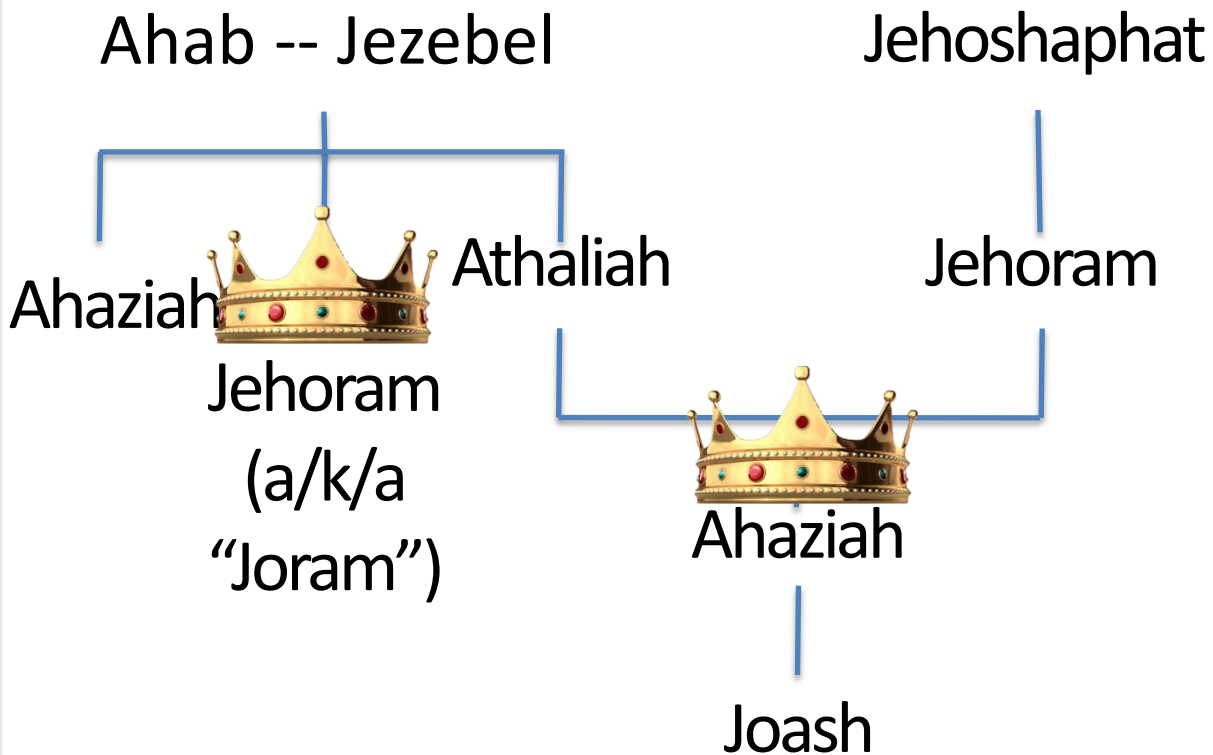 Ahab -- Jezebel
Jehoshaphat
Ahaziah
Athaliah
Jehoram
Jehoram
(a/k/a
“Joram”)
Ahaziah
Joash